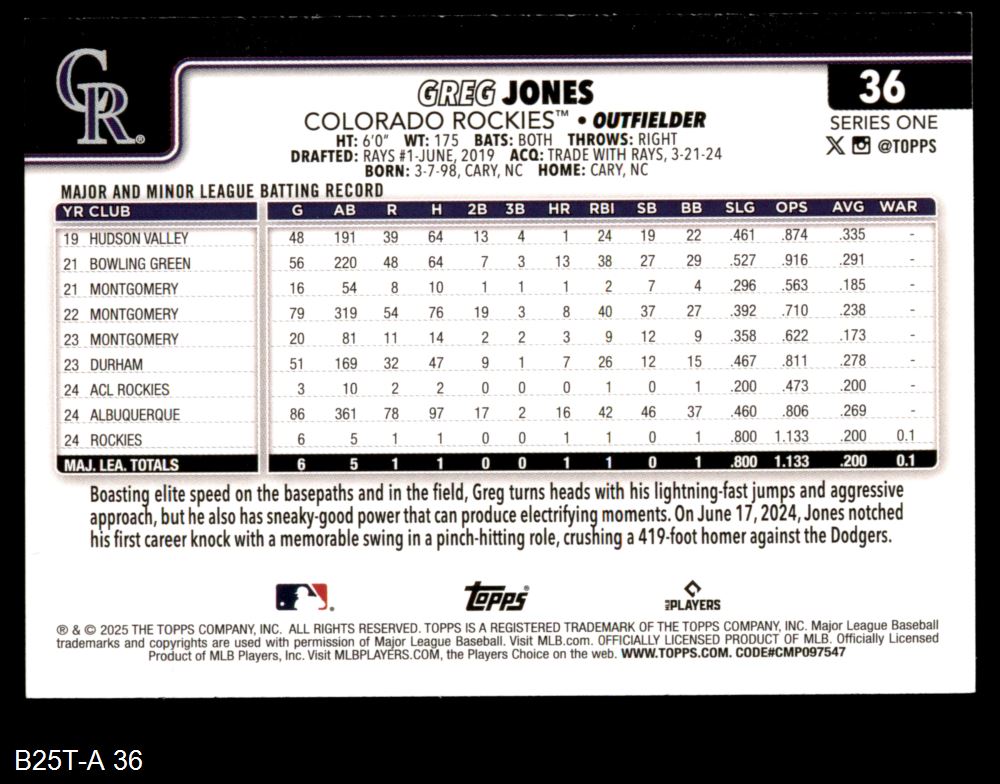 CR®
GREG JONES
36
COLORADO ROCKIES™ • OUTFIELDER
SERIES ONE
HT: 6'0" WT: 175 BATS: BOTH THROWS: RIGHT
@TOPPS
DRAFTED: RAYS #1-JUNE, 2019 ACQ: TRADE WITH RAYS, 3-21-24
BORN: 3-7-98, CARY, NC HOME: CARY, NC
MAJOR AND MINOR LEAGUE BATTING RECORD
YR CLUB G AB R H 2B 3B HR RBI SB BB SLG OPS AVG WAR
19 HUDSON VALLEY 48 191 39 64 13 4 1 24 19 22 .461 .874 .335 -
21 BOWLING GREEN 56 220 48 64 7 3 13 38 27 29 .527 .916 .291 -
21 MONTGOMERY 16 54 8 10 1 1 1 2 7 4 .296 .563 .185 -
22 MONTGOMERY 79 319 54 76 19 3 8 40 37 27 .392 .710 .238 -
23 MONTGOMERY 20 81 11 14 2 2 3 9 12 9 .358 .622 .173 -
23 DURHAM 51 169 32 47 9 1 7 26 12 15 .467 .811 .278 -
24 ACL ROCKIES 3 10 2 2 0 0 0 1 0 1 .200 .473 .200 -
24 ALBUQUERQUE 86 361 78 97 17 2 16 42 46 37 .460 .806 .269 -
24 ROCKIES 6 5 1 1 0 0 1 1 0 1 .800 1.133 .200 0.1
MAJ. LEA. TOTALS 6 5 1 1 0 0 1 1 0 1 .800 1.133 .200 0.1
Boasting elite speed on the basepaths and in the field, Greg turns heads with his lightning-fast jumps and aggressive
approach, but he also has sneaky-good power that can produce electrifying moments. On June 17, 2024, Jones notched
his first career knock with a memorable swing in a pinch-hitting role, crushing a 419-foot homer against the Dodgers.
Topps
MLB PLAYERS
® & © 2025 THE TOPPS COMPANY, INC. ALL RIGHTS RESERVED. TOPPS IS A REGISTERED TRADEMARK OF THE TOPPS COMPANY, INC. Major League Baseball
trademarks and copyrights are used with permission of Major League Baseball. Visit MLB.com. OFFICIALLY LICENSED PRODUCT OF MLB. Officially Licensed
Product of MLB Players, Inc. Visit MLBPLAYERS.COM, the Players Choice on the web. WWW.TOPPS.COM. CODE#CMP097547
B25T-A 36